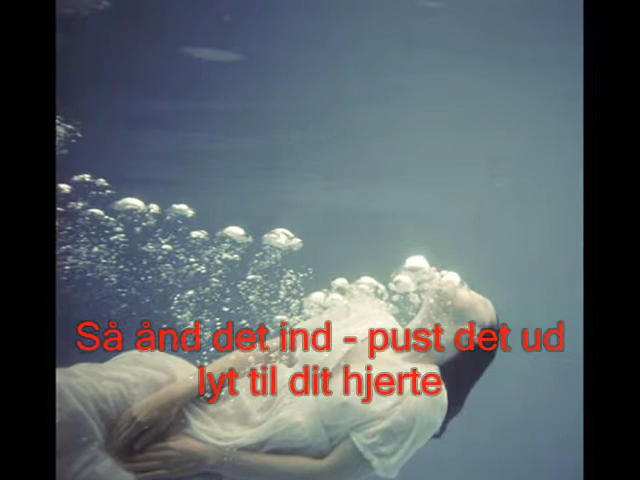 Så ånd det ind - pust det ud
lyt til dit hjerte